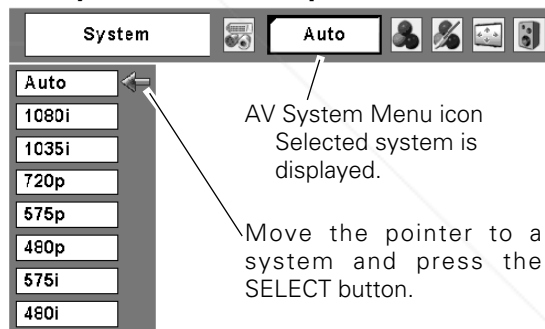 System
Auto
Auto
1080i
1035i
720p
575p
480p
575i
480i
AV System Menu icon
Selected system is
displayed.
Move the pointer to a
system and press the
SELECT button.